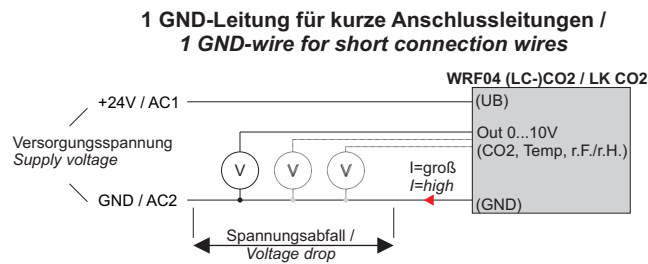 1 GND-Leitung für kurze Anschlussleitungen /
1 GND-wire for short connection wires
WRF04 (LC-)CO2 / LK CO2
+24V / AC1
(UB)
Out 0...10V
(CO2, Temp, r.F./r.H.)
Versorgungsspannung
Supply voltage
V
V
V
I=groß
I=high
GND / AC2
(GND)
Spannungsabfall /
Voltage drop